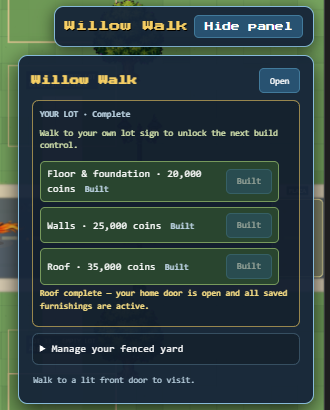 Willow Walk Hide panel
Willow Walk Open
YOUR LOT · Complete
Walk to your own lot sign to unlock the next build
control.
Floor & foundation · 20,000
coins Built Built
Walls · 25,000 coins Built Built
Roof · 35,000 coins Built Built
Roof complete — your home door is open and all saved
furnishings are active.
▶ Manage your fenced yard
Walk to a lit front door to visit.